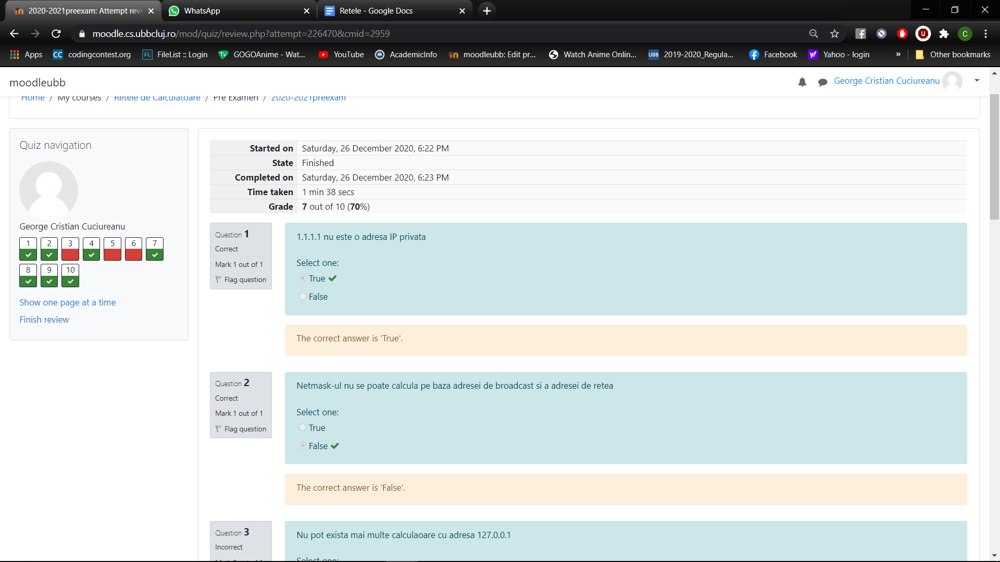 2020-2021preexam: Attempt revi
WhatsApp
Retele - Google Docs
moodle.cs.ubbcluj.ro/mod/quiz/review.php?attempt=226470&cmid=2959
Apps
CC codingcontest.org
FL FileList :: Login
GOGOAnime - Wat...
YouTube
AcademicInfo
moodleubb: Edit pr...
Watch Anime Onlin...
UBB 2019-2020_Regula...
Facebook
Yahoo - login
»
Other bookmarks
moodleubb
George Cristian Cuciureanu
Home / My courses / Retele de Calculatoare / Pre Examen / 2020-2021preexam
Quiz navigation
George Cristian Cuciureanu
1 2 3 4 5 6 7
8 9 10
Show one page at a time
Finish review
Started on Saturday, 26 December 2020, 6:22 PM
State Finished
Completed on Saturday, 26 December 2020, 6:23 PM
Time taken 1 min 38 secs
Grade 7 out of 10 (70%)
Question 1
Correct
Mark 1 out of 1
Flag question
1.1.1.1 nu este o adresa IP privata
Select one:
True
False
The correct answer is 'True'.
Question 2
Correct
Mark 1 out of 1
Flag question
Netmask-ul nu se poate calcula pe baza adresei de broadcast si a adresei de retea
Select one:
True
False
The correct answer is 'False'.
Question 3
Incorrect
Nu pot exista mai multe calculaoare cu adresa 127.0.0.1
Select one: